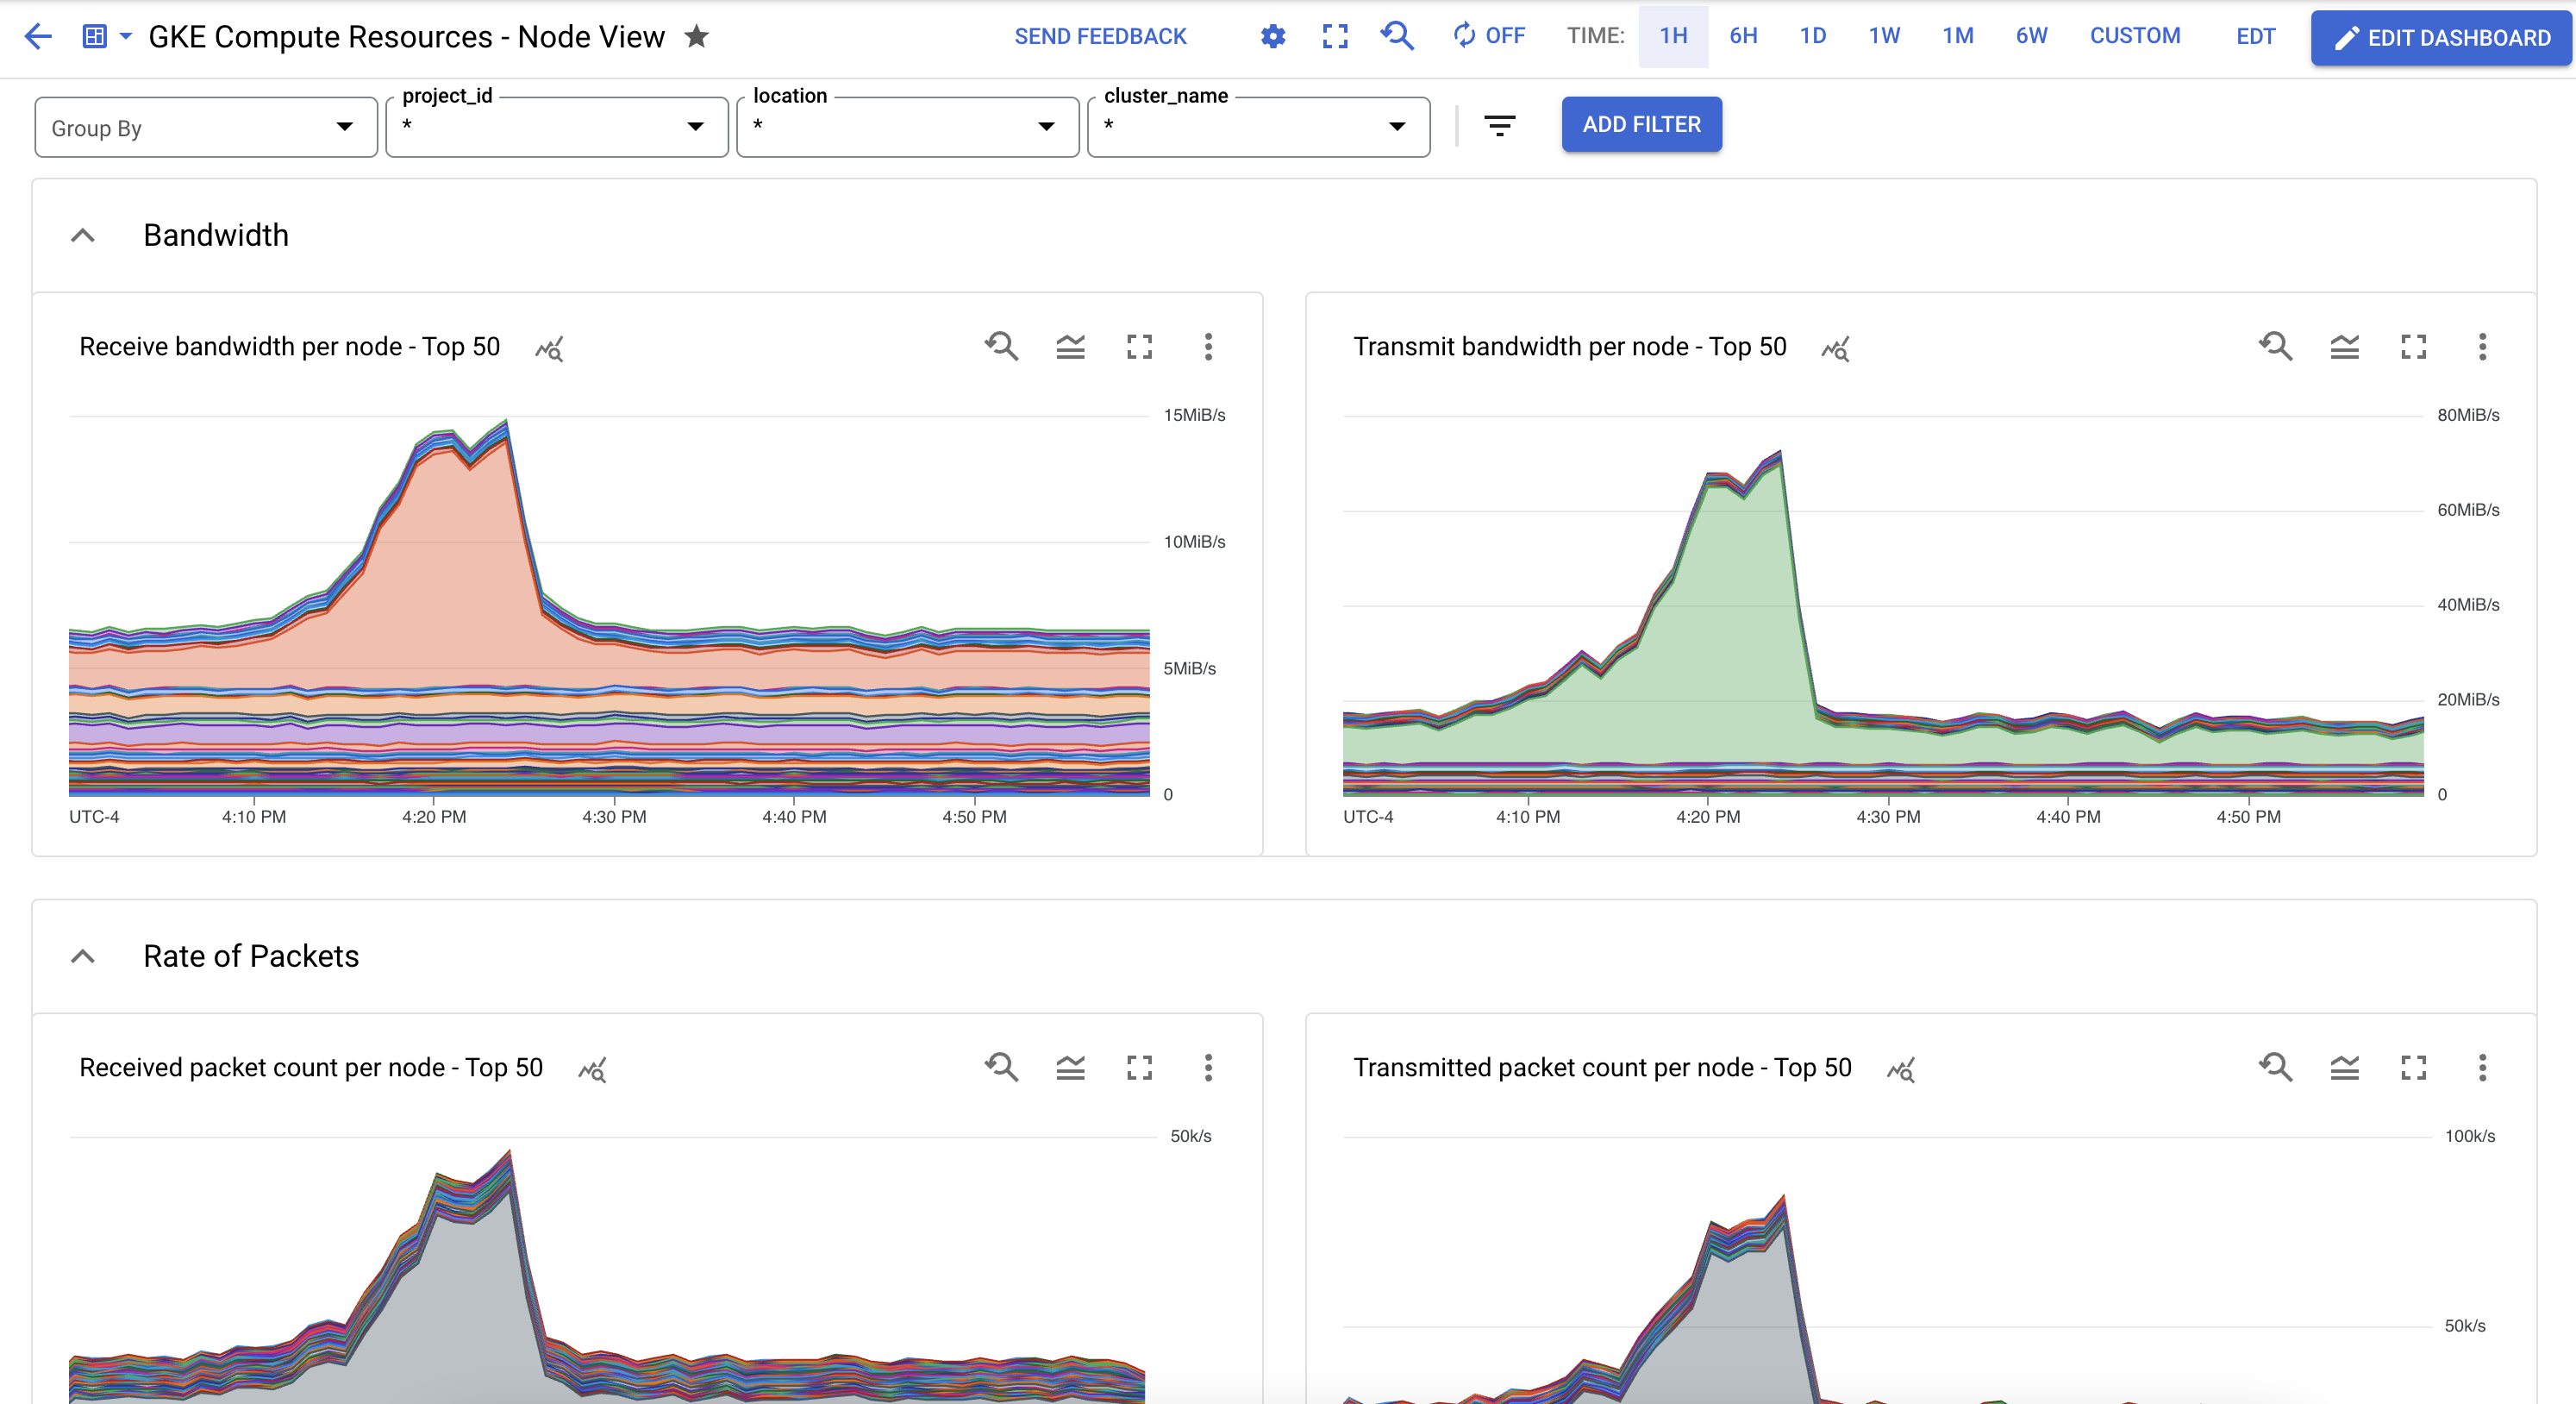 GKE Compute Resources - Node View
SEND FEEDBACK
OFF
TIME:
1H
6H
1D
1W
1M
6W
CUSTOM
EDT
EDIT DASHBOARD
Group By
project_id
*
location
*
cluster_name
*
ADD FILTER
Bandwidth
Receive bandwidth per node - Top 50
15MiB/s
10MiB/s
5MiB/s
0
UTC-4
4:10 PM
4:20 PM
4:30 PM
4:40 PM
4:50 PM
Transmit bandwidth per node - Top 50
80MiB/s
60MiB/s
40MiB/s
20MiB/s
0
UTC-4
4:10 PM
4:20 PM
4:30 PM
4:40 PM
4:50 PM
Rate of Packets
Received packet count per node - Top 50
50k/s
Transmitted packet count per node - Top 50
100k/s
50k/s